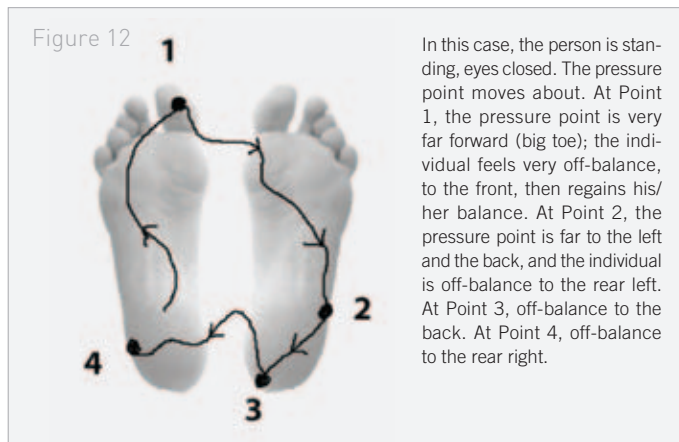 Figure 12
1
2
3
4
In this case, the person is stan-
ding, eyes closed. The pressure
point moves about. At Point
1, the pressure point is very
far forward (big toe); the indi-
vidual feels very off-balance,
to the front, then regains his/
her balance. At Point 2, the
pressure point is far to the left
and the back, and the individual
is off-balance to the rear left.
At Point 3, off-balance to the
back. At Point 4, off-balance
to the rear right.